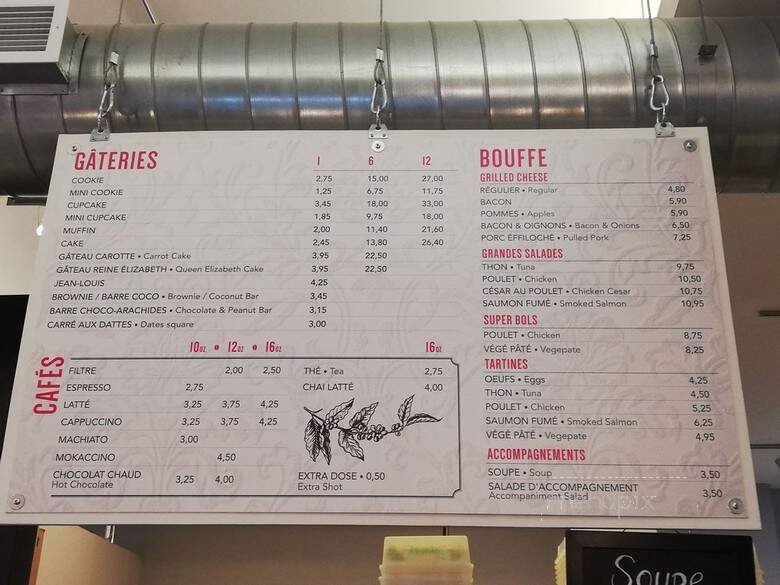 GÂTERIES 1 6 12
COOKIE 2,75 15,00 27,00
MINI COOKIE 1,25 6,75 11,75
CUPCAKE 3,45 18,00 33,00
MINI CUPCAKE 1,85 9,75 18,00
MUFFIN 2,00 11,40 21,60
CAKE 2,45 13,80 26,40
GÂTEAU CAROTTE • Carrot Cake 3,95 22,50
GÂTEAU REINE ÉLIZABETH • Queen Elizabeth Cake 3,95 22,50
JEAN-LOUIS 4,25
BROWNIE / BARRE COCO • Brownie / Coconut Bar 3,45
BARRE CHOCO-ARACHIDES • Chocolate & Peanut Bar 3,15
CARRÉ AUX DATTES • Dates square 3,00
CAFÉS
10oz • 12oz • 16oz
FILTRE 2,00 2,50
ESPRESSO 2,75
LATTÉ 3,25 3,75 4,25
CAPPUCCINO 3,25 3,75 4,25
MACHIATO 3,00
MOKACCINO 4,50
CHOCOLAT CHAUD 3,25 4,00
Hot Chocolate
16oz
THÉ • Tea 2,75
CHAI LATTÉ 4,00
EXTRA DOSE • 0,50
Extra Shot
BOUFFE
GRILLED CHEESE
RÉGULIER • Regular 4,80
BACON 5,90
POMMES • Apples 5,90
BACON & OIGNONS • Bacon & Onions 6,50
PORC ÉFFILOCHÉ • Pulled Pork 7,25
GRANDES SALADES
THON • Tuna 9,75
POULET • Chicken 10,50
CÉSAR AU POULET • Chicken Cesar 10,75
SAUMON FUMÉ • Smoked Salmon 10,95
SUPER BOLS
POULET • Chicken 8,75
VÉGÉ PÂTÉ • Vegepate 8,25
TARTINES
OEUFS • Eggs 4,25
THON • Tuna 4,50
POULET • Chicken 5,25
SAUMON FUMÉ • Smoked Salmon 6,25
VÉGÉ PÂTÉ • Vegepate 4,95
ACCOMPAGNEMENTS
SOUPE • Soup 3,50
SALADE D'ACCOMPAGNEMENT 3,50
Accompaniment Salad
Soupe